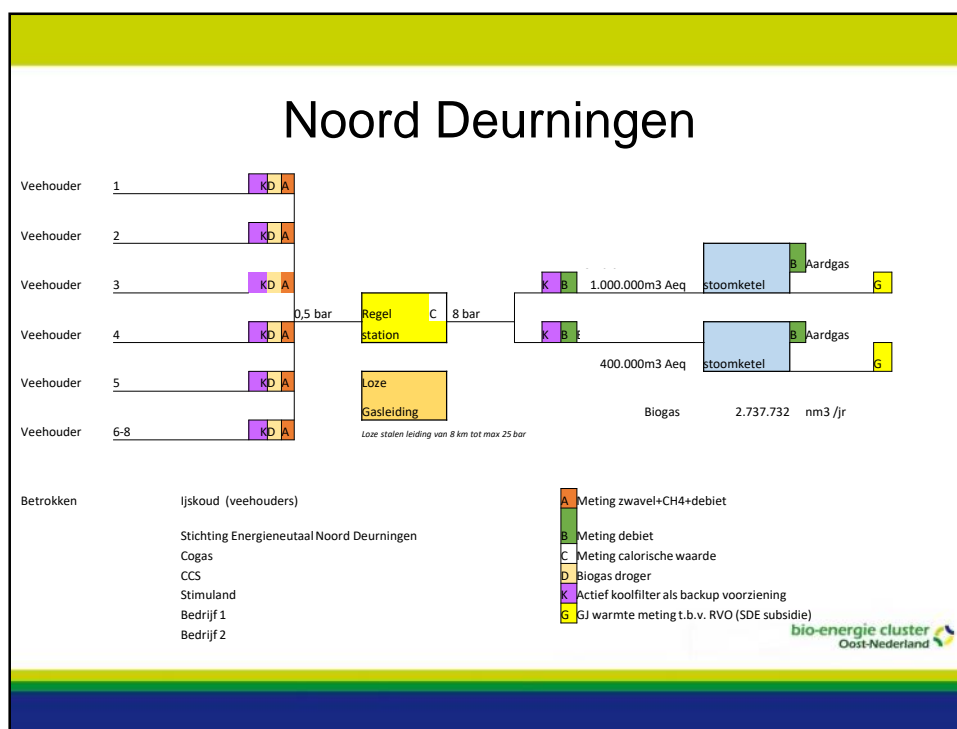 Noord Deurningen
Veehouder 1 KD A
Veehouder 2 KD A
B Aardgas
Veehouder 3 KD A K B 1.000.000m3 Aeq stoomketel G
0,5 bar Regel C 8 bar
Veehouder 4 KD A station K B B Aardgas
400.000m3 Aeq stoomketel G
Veehouder 5 KD A Loze
Gasleiding Biogas 2.737.732 nm3 /jr
Veehouder 6-8 KD A Loze stalen leiding van 8 km tot max 25 bar
Betrokken Ijskoud (veehouders) A Meting zwavel+CH4+debiet
Stichting Energieneutaal Noord Deurningen B Meting debiet
Cogas C Meting calorische waarde
CCS D Biogas droger
Stimuland K Actief koolfilter als backup voorziening
Bedrijf 1 G GJ warmte meting t.b.v. RVO (SDE subsidie)
Bedrijf 2
bio-energie cluster
Oost-Nederland